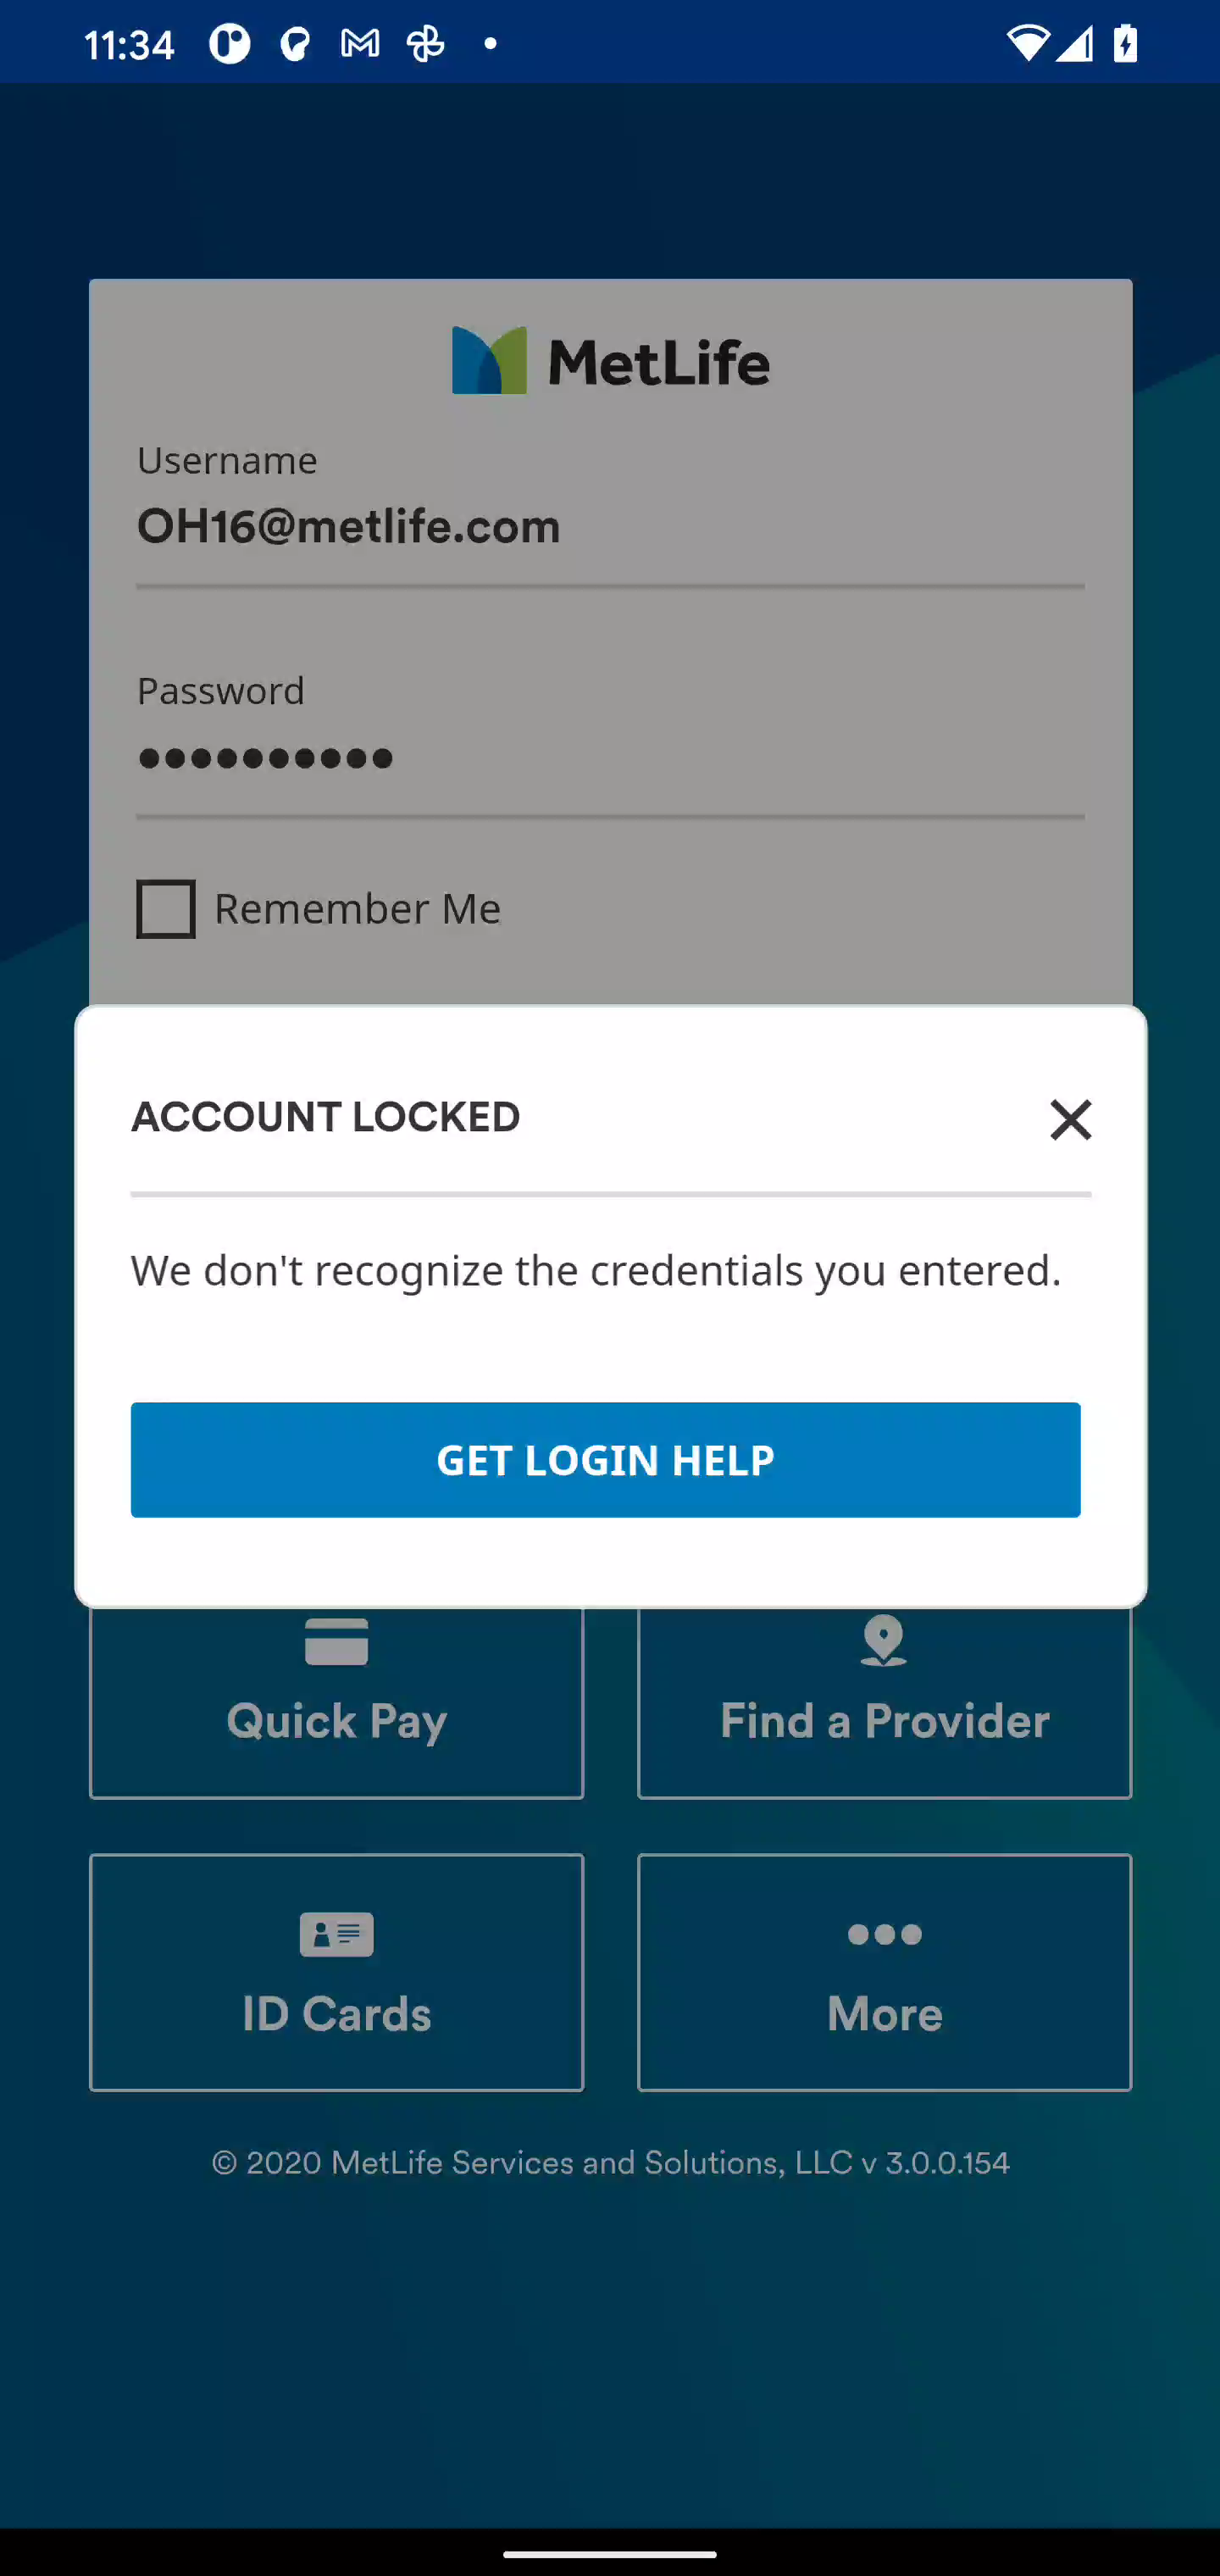 11:34
MetLife
Username
OH16@metlife.com
Password
••••••••••
Remember Me
ACCOUNT LOCKED
We don't recognize the credentials you entered.
GET LOGIN HELP
Quick Pay
Find a Provider
ID Cards
More
© 2020 MetLife Services and Solutions, LLC v 3.0.0.154